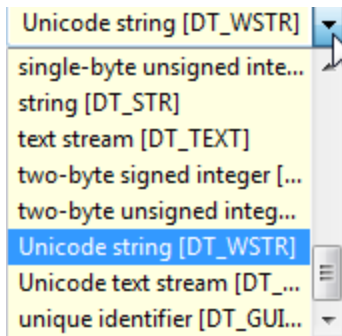 Unicode string [DT_WSTR]
single-byte unsigned inte...
string [DT_STR]
text stream [DT_TEXT]
two-byte signed integer [...
two-byte unsigned integ...
Unicode string [DT_WSTR]
Unicode text stream [DT_...
unique identifier [DT_GUI...